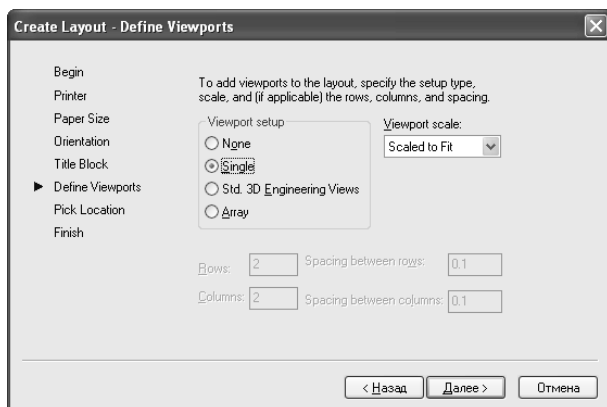 Create Layout - Define Viewports
Begin
Printer
Paper Size
Orientation
Title Block
Define Viewports
Pick Location
Finish
To add viewports to the layout, specify the setup type,
scale, and (if applicable) the rows, columns, and spacing.
Viewport setup
None
Single
Std. 3D Engineering Views
Array
Viewport scale:
Scaled to Fit
Rows: 2 Spacing between rows: 0.1
Columns: 2 Spacing between columns: 0.1
< Назад Далее > Отмена